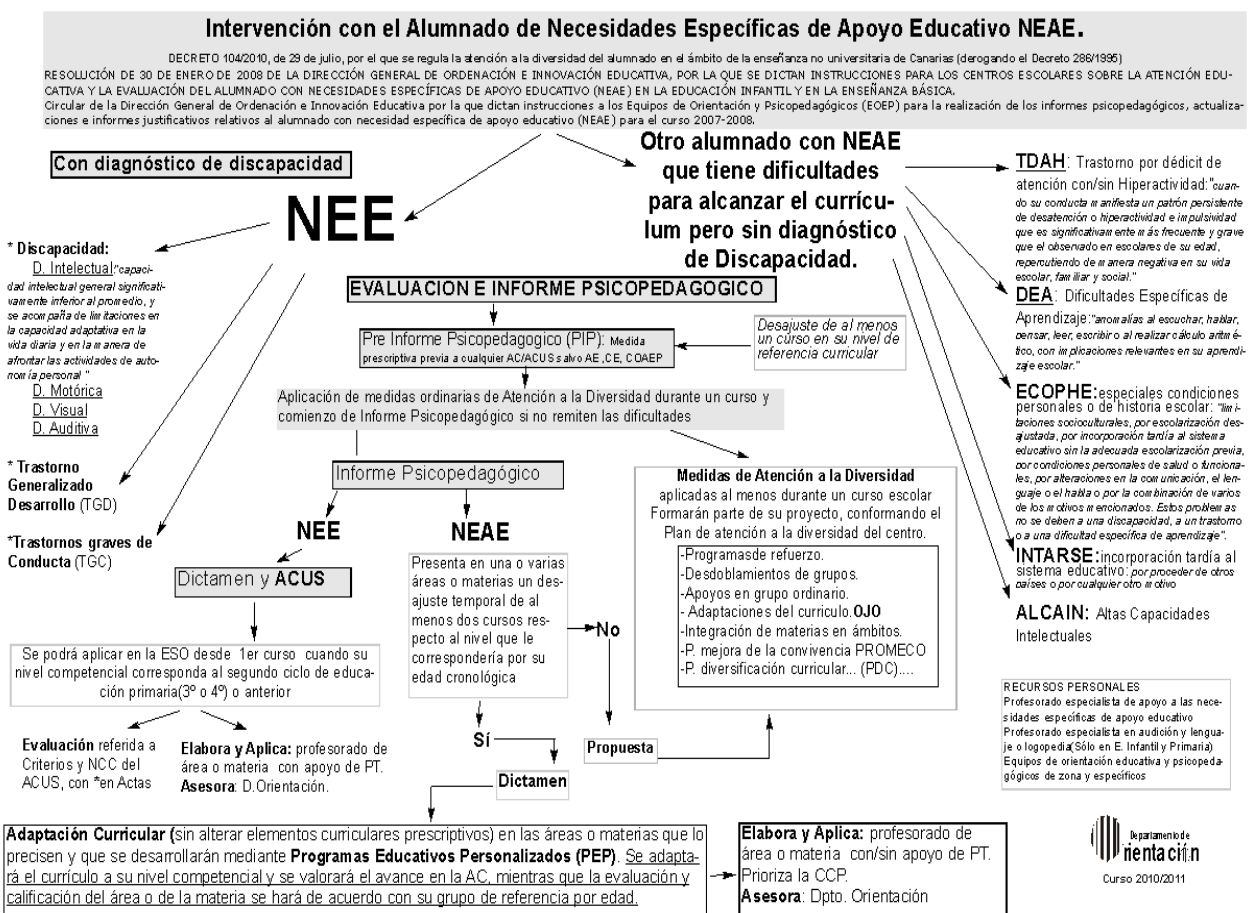 Intervención con el Alumnado de Necesidades Específicas de Apoyo Educativo NEAE.
DECRETO 104/2010, de 29 de julio, por el que se regula la atención a la diversidad del alumnado en el ámbito de la enseñanza no universitaria de Canarias (derogando el Decreto 286/1995)
RESOLUCIÓN DE 30 DE ENERO DE 2008 DE LA DIRECCIÓN GENERAL DE ORDENACIÓN E INNOVACIÓN EDUCATIVA, POR LA QUE SE DICTAN INSTRUCCIONES PARA LOS CENTROS ESCOLARES SOBRE LA ATENCIÓN EDU-
CATIVA Y LA EVALUACIÓN DEL ALUMNADO CON NECESIDADES ESPECÍFICAS DE APOYO EDUCATIVO (NEAE) EN LA EDUCACIÓN INFANTIL Y EN LA ENSEÑANZA BÁSICA.
Circular de la Dirección General de Ordenación e Innovación Educativa por la que dictan instrucciones a los Equipos de Orientación y Psicopedagógicos (EOEP) para la realización de los informes psicopedagógicos, actualiza-
ciones e informes justificativos relativos al alumnado con necesidad específica de apoyo educativo (NEAE) para el curso 2007-2008.
Con diagnóstico de discapacidad
NEE
* Discapacidad:
D. Intelectual:"capaci-
dad intelectual general significati-
vamente inferior al promedio, y
se acompaña de limitaciones en
la capacidad adaptativa en la
vida diaria y en la manera de
afrontar las actividades de auto-
nomía personal "
D. Motórica
D. Visual
D. Auditiva
* Trastorno
Generalizado
Desarrollo (TGD)
*Trastornos graves de
Conducta (TGC)
Otro alumnado con NEAE
que tiene dificultades
para alcanzar el currícu-
lum pero sin diagnóstico
de Discapacidad.
EVALUACION E INFORME PSICOPEDAGOGICO
Pre Informe Psicopedagogico (PIP): Medida
prescriptiva previa a cualquier AC/ACUS salvo AE ,CE, COAEP
Desajuste de al menos
un curso en su nivel de
referencia curricular
Aplicación de medidas ordinarias de Atención a la Diversidad durante un curso y
comienzo de Informe Psicopedagógico si no remiten las dificultades
Informe Psicopedagógico
NEE
NEAE
Dictamen y ACUS
Se podrá aplicar en la ESO desde 1er curso cuando su
nivel competencial corresponda al segundo ciclo de educa-
ción primaria(3º o 4º) o anterior
Evaluación referida a
Criterios y NCC del
ACUS, con *en Actas
Elabora y Aplica: profesorado de
área o materia con apoyo de PT.
Asesora: D.Orientación.
Presenta en una o varias
áreas o materias un des-
ajuste temporal de al
menos dos cursos res-
pecto al nivel que le
correspondería por su
edad cronológica
No
Sí
Propuesta
Dictamen
Medidas de Atención a la Diversidad
aplicadas al menos durante un curso escolar
Formarán parte de su proyecto, conformando el
Plan de atención a la diversidad del centro.
-Programasde refuerzo.
-Desdoblamientos de grupos.
-Apoyos en grupo ordinario.
- Adaptaciones del curriculo.OJO
-Integración de materias en ámbitos.
-P. mejora de la convivencia PROMECO
-P. diversificación curricular... (PDC)....
TDAH: Trastorno por dédicit de
atención con/sin Hiperactividad:"cuan-
do su conducta manifiesta un patrón persistente
de desatención o hiperactividad e impulsividad
que es significativamente más frecuente y grave
que el observado en escolares de su edad,
repercutiendo de manera negativa en su vida
escolar, familiar y social."
DEA: Dificultades Específicas de
Aprendizaje:"anomalías al escuchar, hablar,
pensar, leer, escribir o al realizar cálculo aritmé-
tico, con implicaciones relevantes en su aprendi-
zaje escolar."
ECOPHE:especiales condiciones
personales o de historia escolar: "limi-
taciones socioculturales, por escolarización des-
ajustada, por incorporación tardía al sistema
educativo sin la adecuada escolarización previa,
por condiciones personales de salud o funciona-
les, por alteraciones en la comunicación, el len-
guaje o el habla o por la combinación de varios
de los motivos mencionados. Estos problemas
no se deben a una discapacidad, a un trastorno
o a una dificultad específica de aprendizaje".
INTARSE:incorporación tardía al
sistema educativo: por proceder de otros
países o por cualquier otro motivo
ALCAIN: Altas Capacidades
Intelectuales
RECURSOS PERSONALES
Profesorado especialista de apoyo a las nece-
sidades específicas de apoyo educativo
Profesorado especialista en audición y lengua-
je o logopedia(Sólo en E. Infantil y Primaria)
Equipos de orientación educativa y psicopeda-
gógicos de zona y específicos
Adaptación Curricular (sin alterar elementos curriculares prescriptivos) en las áreas o materias que lo
precisen y que se desarrollarán mediante Programas Educativos Personalizados (PEP). Se adapta-
rá el currículo a su nivel competencial y se valorará el avance en la AC, mientras que la evaluación y
calificación del área o de la materia se hará de acuerdo con su grupo de referencia por edad.
Elabora y Aplica: profesorado de
área o materia con/sin apoyo de PT.
Prioriza la CCP.
Asesora: Dpto. Orientación
Departamento de
rientación
Curso 2010/2011